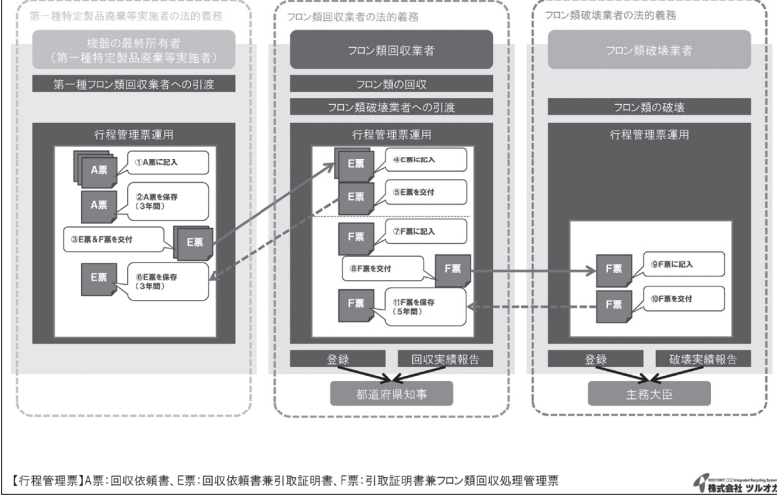 第一種特定製品廃棄等実施者の法的義務
機器の最終所有者
（第一種特定製品廃棄等実施者）
第一種フロン類回収業者への引渡
行程管理票運用
A票
①A票に記入
A票
②A票を保存
（3年間）
③E票&F票を交付
E票
E票
⑥E票を保存
（3年間）
フロン類回収業者の法的義務
フロン類回収業者
フロン類の回収
フロン類破壊業者への引渡
行程管理票運用
E票
④E票に記入
E票
⑤E票を交付
F票
⑦F票に記入
⑧F票を交付
F票
F票
⑪F票を保存
（5年間）
登録
回収実績報告
都道府県知事
フロン類破壊業者の法的義務
フロン類破壊業者
フロン類の破壊
行程管理票運用
F票
⑨F票に記入
F票
⑩F票を交付
登録
破壊実績報告
主務大臣
【行程管理票】A票：回収依頼書、E票：回収依頼書兼引取証明書、F票：引取証明書兼フロン類回収処理管理票
株式会社 ツルオカ